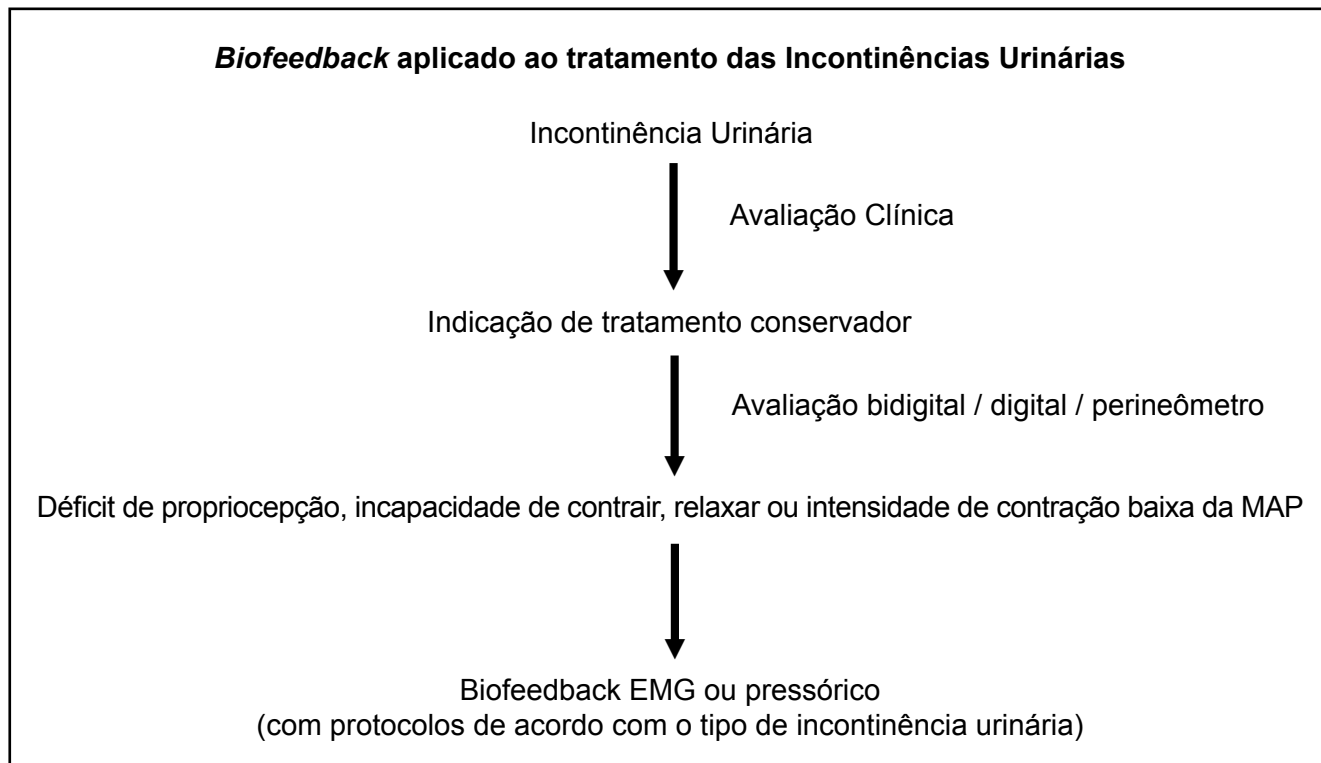 Biofeedback aplicado ao tratamento das Incontinências Urinárias
Incontinência Urinária
Avaliação Clínica
Indicação de tratamento conservador
Avaliação bidigital / digital / perineômetro
Déficit de propriocepção, incapacidade de contrair, relaxar ou intensidade de contração baixa da MAP
Biofeedback EMG ou pressórico
(com protocolos de acordo com o tipo de incontinência urinária)